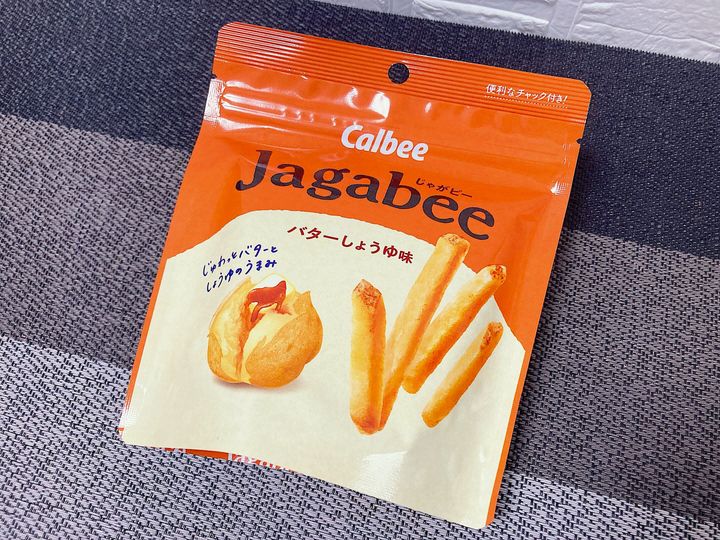 便利なチャック付き!
Calbee
じゃがビー
Jagabee
バターしょうゆ味
じゅわっとバターと
しょうゆのうまみ